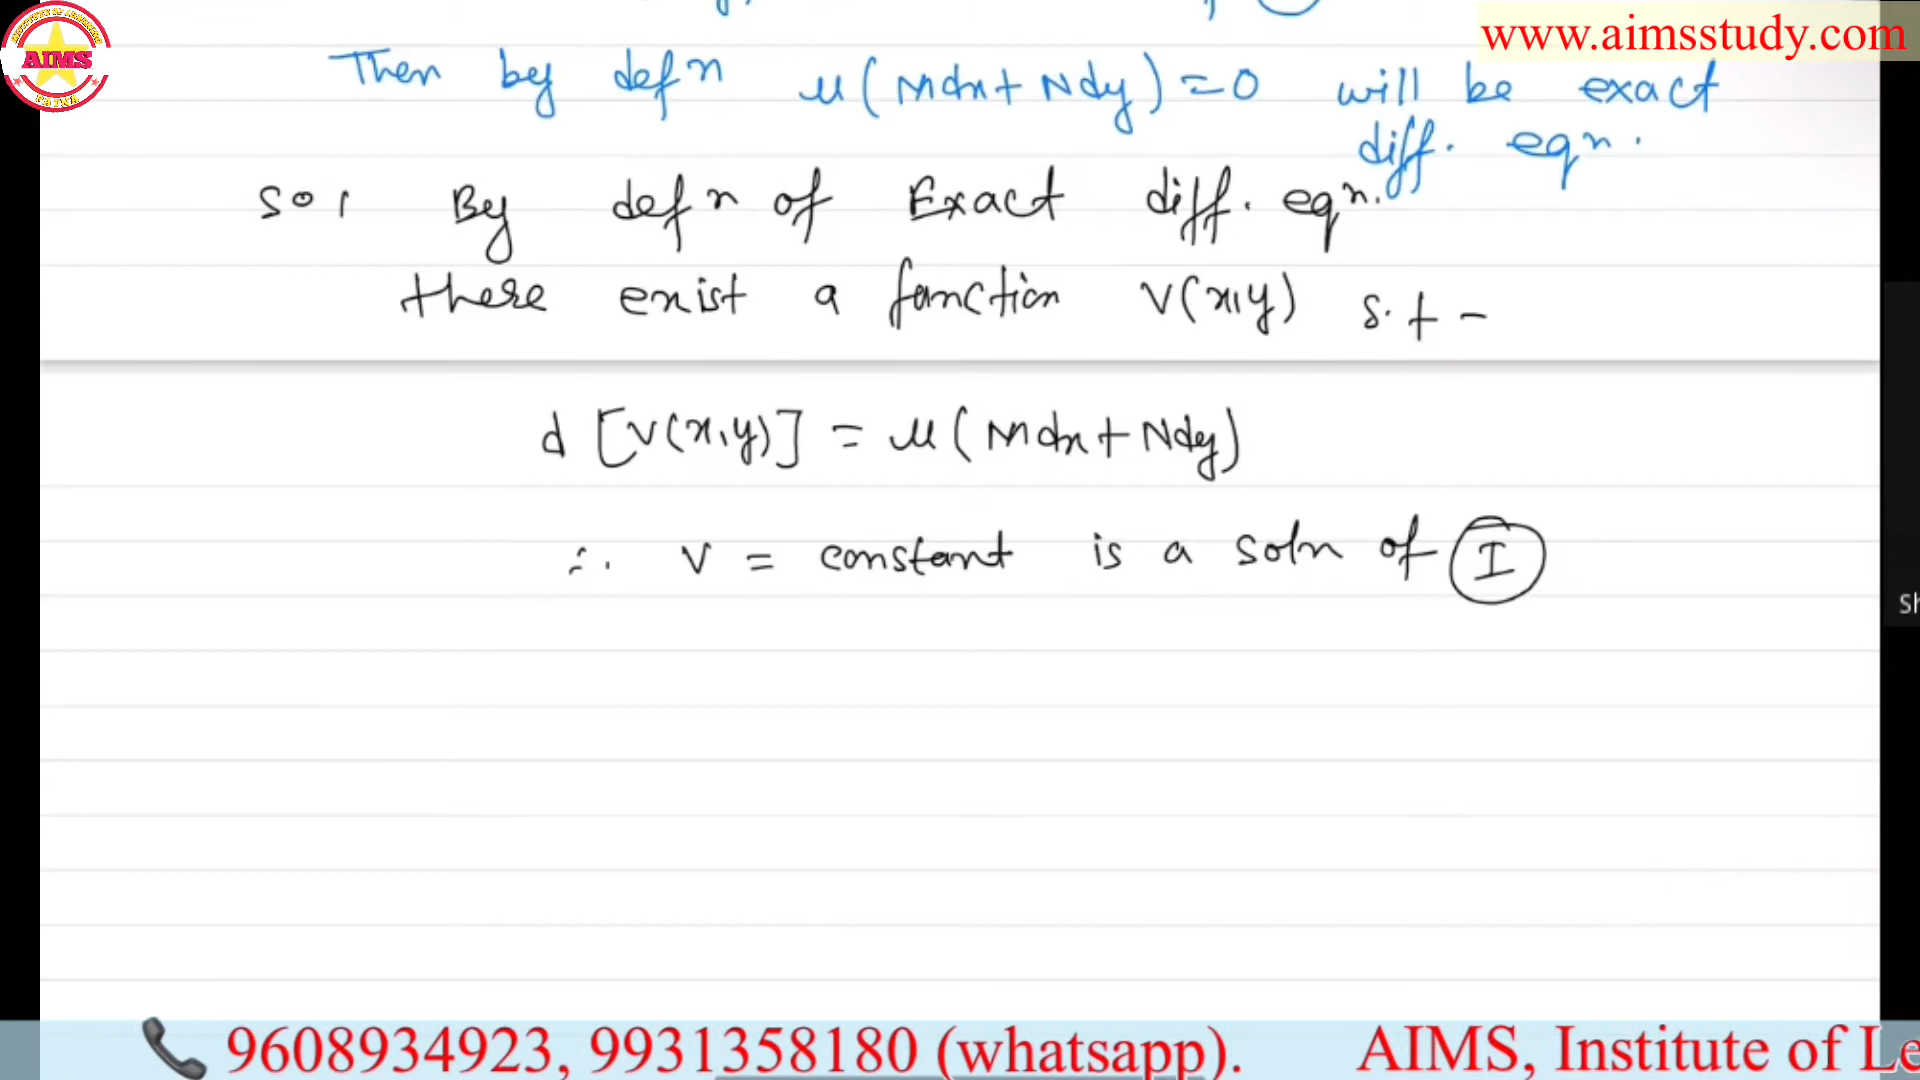 www.aimsstudy.com
AIMS
PATNA
Then by defn μ(Mdx+Ndy)=0 will be exact
diff. eqn.
So, By defn of Exact diff. eqn.
there exist a function V(x,y) s.t -
d [V(x,y)] = μ(Mdx+Ndy)
∴ V = constant is a soln of I
Sh
9608934923, 9931358180 (whatsapp). AIMS, Institute of Le